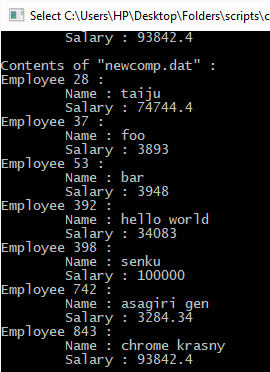 Select C:\Users\HP\Desktop\Folders\scripts\c
Salary : 93842.4
Contents of "newcomp.dat" :
Employee 28 :
Name : taiju
Salary : 74744.4
Employee 37 :
Name : foo
Salary : 3893
Employee 53 :
Name : bar
Salary : 3948
Employee 392 :
Name : hello world
Salary : 34083
Employee 398 :
Name : senku
Salary : 100000
Employee 742 :
Name : asagiri gen
Salary : 3284.34
Employee 843 :
Name : chrome krasny
Salary : 93842.4